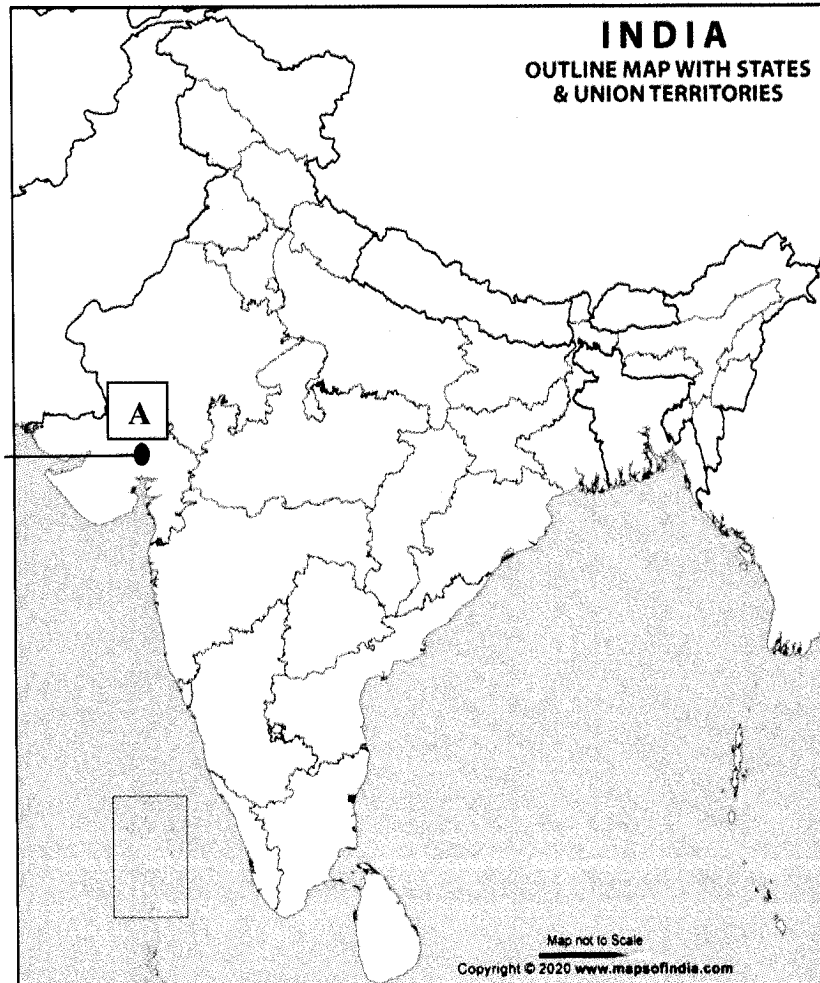 INDIA
OUTLINE MAP WITH STATES
& UNION TERRITORIES
A
Map not to Scale
Copyright © 2020 www.mapsofindia.com